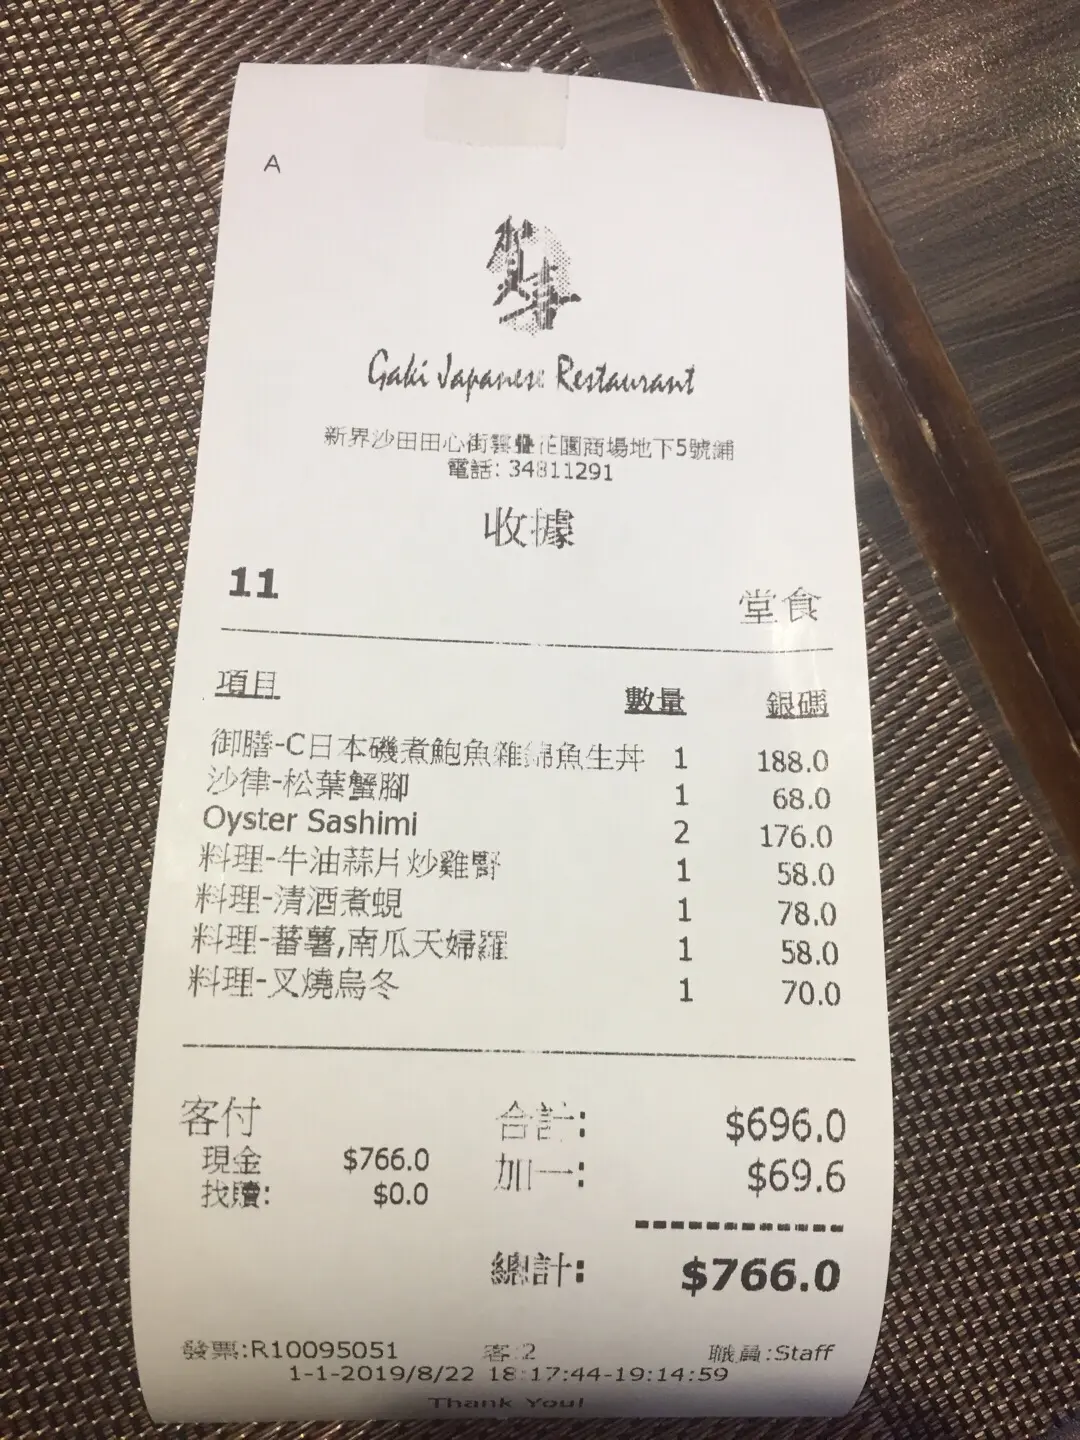 A
Gaki Japanese Restaurant
新界沙田田心街雲疊花園商場地下5號鋪
電話: 34811291
收據
11 堂食
項目 數量 銀碼
御膳-C日本磯煮鮑魚雜錦魚生丼 1 188.0
沙律-松葉蟹腳 1 68.0
Oyster Sashimi 2 176.0
料理-牛油蒜片炒雞腎 1 58.0
料理-清酒煮蜆 1 78.0
料理-蕃薯,南瓜天婦羅 1 58.0
料理-叉燒烏冬 1 70.0
客付 合計: $696.0
現金 $766.0 加一: $69.6
找贖: $0.0
總計: $766.0
發票:R10095051 客:2 職員:Staff
1-1-2019/8/22 18:17:44-19:14:59
Thank You!